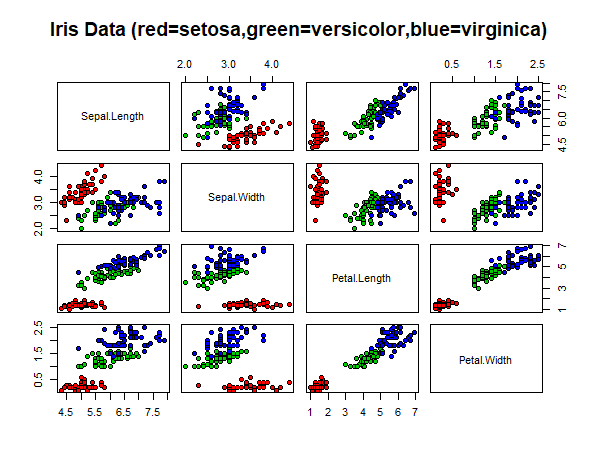 Iris Data (red=setosa,green=versicolor,blue=virginica)
2.0 3.0 4.0
0.5 1.5 2.5
Sepal.Length
4.5 6.0 7.5
2.0 3.0 4.0
Sepal.Width
Petal.Length
1 3 5 7
0.5 1.5 2.5
Petal.Width
4.5 5.5 6.5 7.5
1 2 3 4 5 6 7